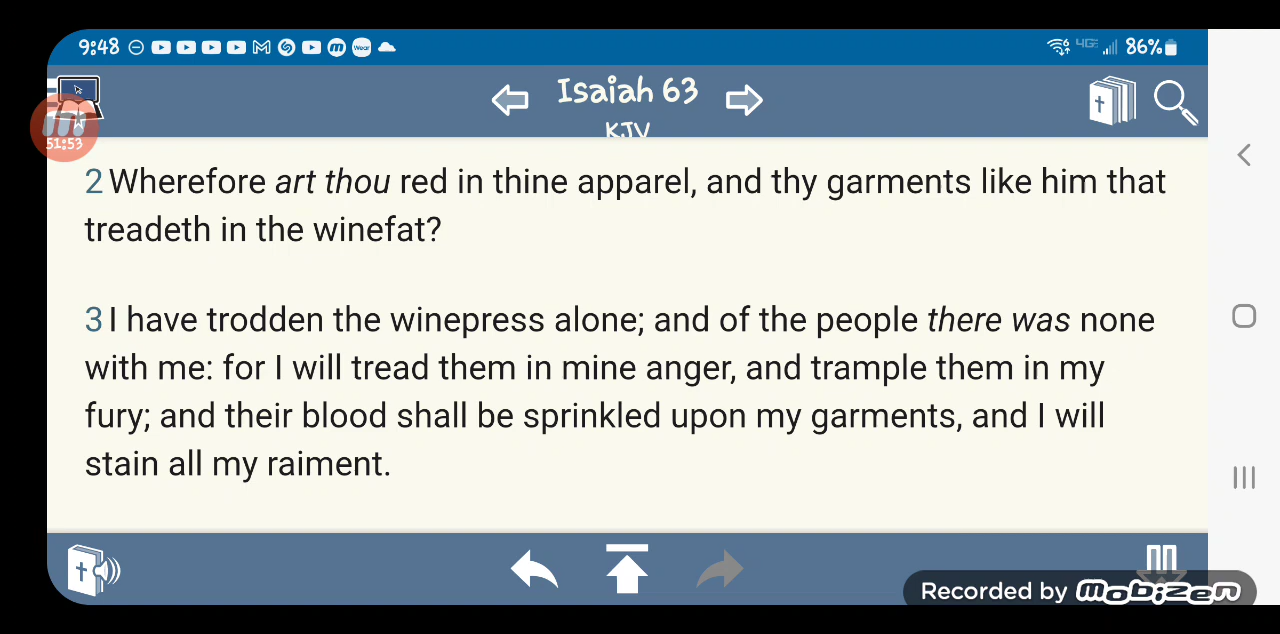 9:48 Wear 4GE 86%
Isaiah 63
KJV
51:53
2 Wherefore art thou red in thine apparel, and thy garments like him that
treadeth in the winefat?
3 I have trodden the winepress alone; and of the people there was none
with me: for I will tread them in mine anger, and trample them in my
fury; and their blood shall be sprinkled upon my garments, and I will
stain all my raiment.
Recorded by mobizen